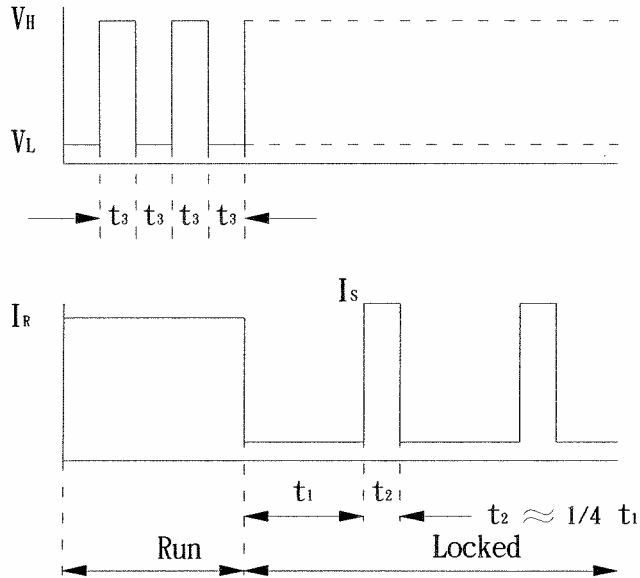 VH
VL
t3 t3 t3 t3
IR
IS
t1 t2
t2 ≈ 1/4 t1
Run Locked